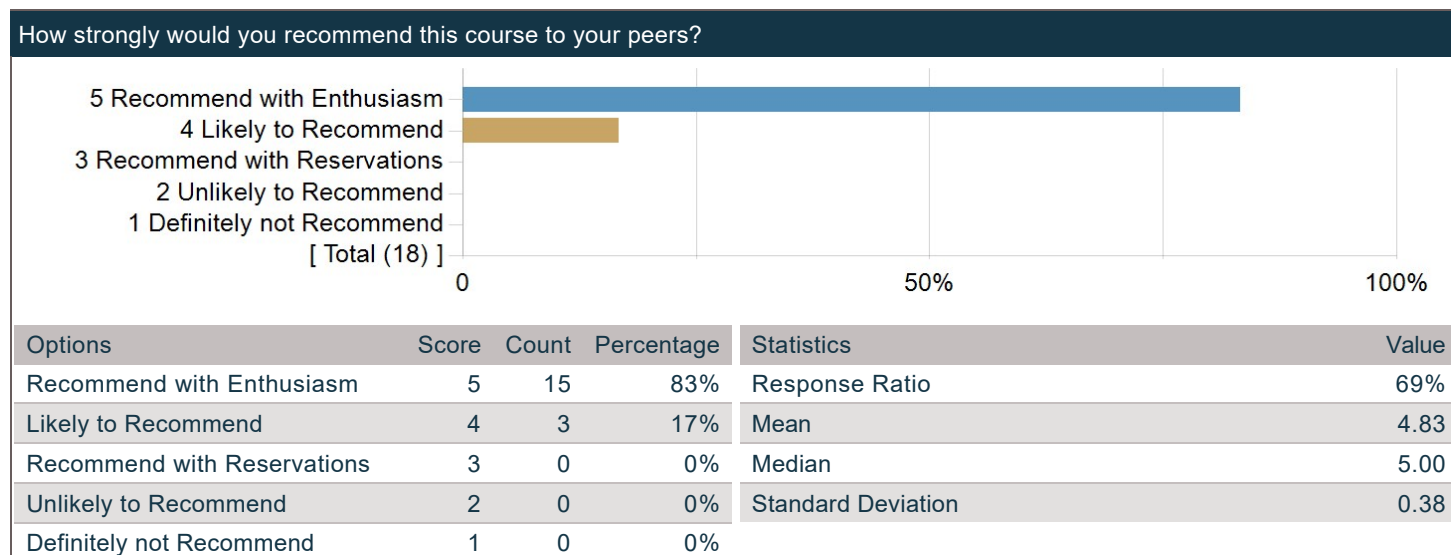 How strongly would you recommend this course to your peers?
5 Recommend with Enthusiasm
4 Likely to Recommend
3 Recommend with Reservations
2 Unlikely to Recommend
1 Definitely not Recommend
[ Total (18) ]
0 50% 100%
Options Score Count Percentage
Recommend with Enthusiasm 5 15 83%
Likely to Recommend 4 3 17%
Recommend with Reservations 3 0 0%
Unlikely to Recommend 2 0 0%
Definitely not Recommend 1 0 0%
Statistics Value
Response Ratio 69%
Mean 4.83
Median 5.00
Standard Deviation 0.38